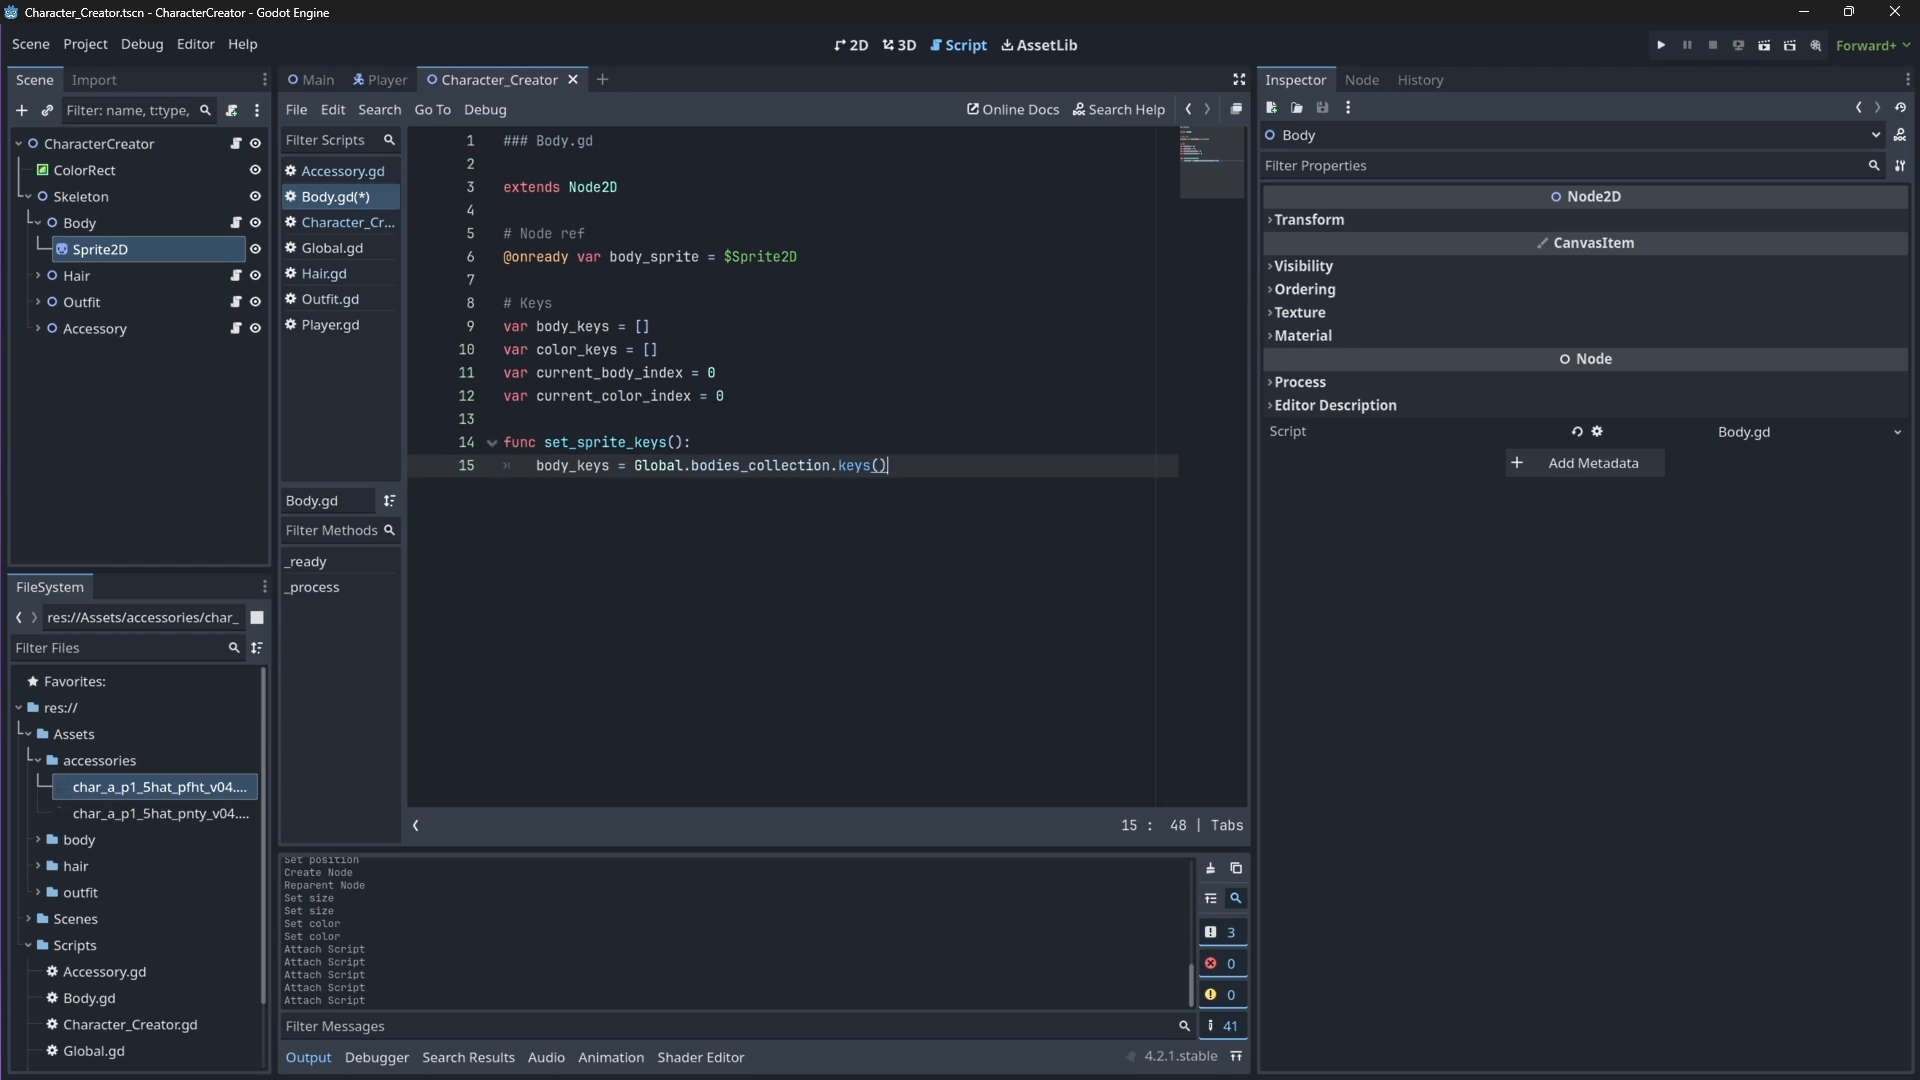 Character_Creator.tscn - CharacterCreator - Godot Engine
Scene Project Debug Editor Help
2D 3D Script AssetLib
Forward+
Scene Import
Filter: name, t:type,
CharacterCreator
ColorRect
Skeleton
Body
Sprite2D
Hair
Outfit
Accessory
FileSystem
res://Assets/accessories/char_
Filter Files
Favorites:
res://
Assets
accessories
char_a_p1_5hat_pfht_v04....
char_a_p1_5hat_pnty_v04....
body
hair
outfit
Scenes
Scripts
Accessory.gd
Body.gd
Character_Creator.gd
Global.gd
Main Player Character_Creator
File Edit Search Go To Debug
Online Docs Search Help
Filter Scripts
Accessory.gd
Body.gd(*)
Character_Cr...
Global.gd
Hair.gd
Outfit.gd
Player.gd
Body.gd
Filter Methods
_ready
_process
1 ### Body.gd
2
3 extends Node2D
4
5 # Node ref
6 @onready var body_sprite = $Sprite2D
7
8 # Keys
9 var body_keys = []
10 var color_keys = []
11 var current_body_index = 0
12 var current_color_index = 0
13
14 func set_sprite_keys():
15 body_keys = Global.bodies_collection.keys()
15 : 48 | Tabs
Set position
Create Node
Reparent Node
Set size
Set size
Set color
Set color
Attach Script
Attach Script
Attach Script
Attach Script
Attach Script
3
0
0
41
Filter Messages
Output Debugger Search Results Audio Animation Shader Editor
4.2.1.stable
Inspector Node History
Body
Filter Properties
Node2D
Transform
CanvasItem
Visibility
Ordering
Texture
Material
Node
Process
Editor Description
Script Body.gd
Add Metadata